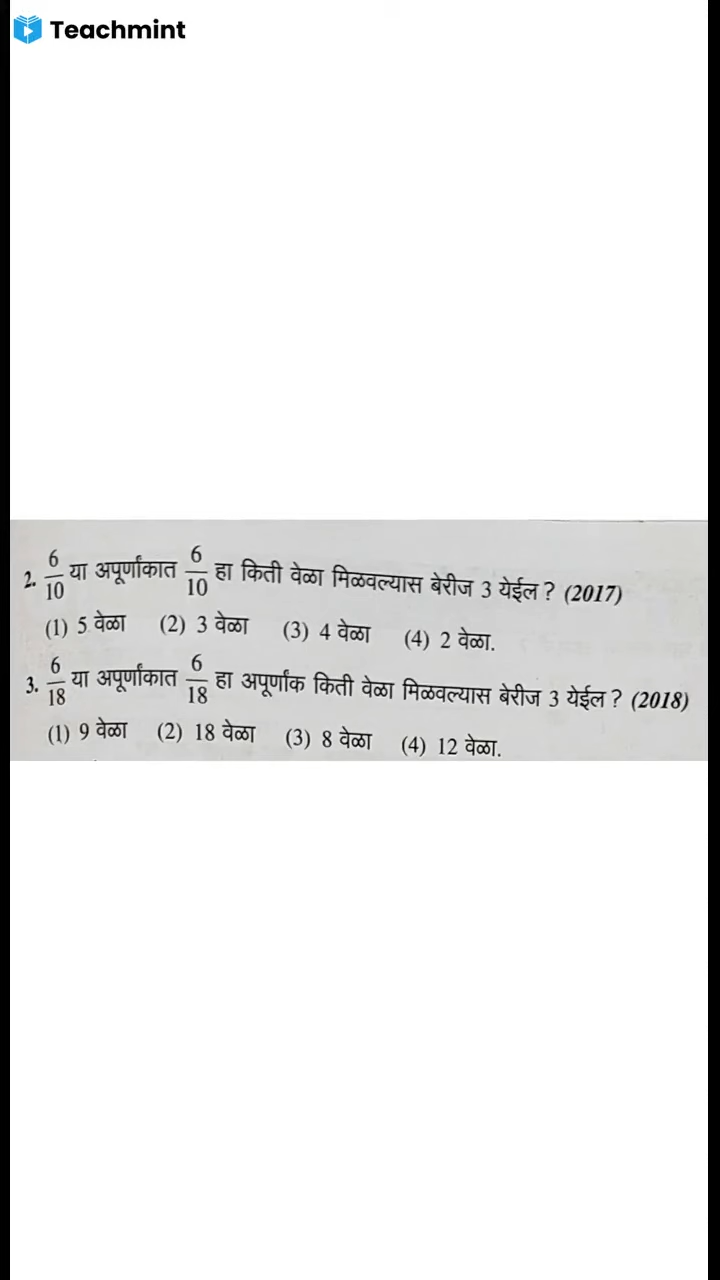 Teachmint
2. 6/10 या अपूर्णांकात 6/10 हा किती वेळा मिळवल्यास बेरीज 3 येईल ? (2017)
(1) 5 वेळा (2) 3 वेळा (3) 4 वेळा (4) 2 वेळा.
3. 6/18 या अपूर्णांकात 6/18 हा अपूर्णांक किती वेळा मिळवल्यास बेरीज 3 येईल ? (2018)
(1) 9 वेळा (2) 18 वेळा (3) 8 वेळा (4) 12 वेळा.